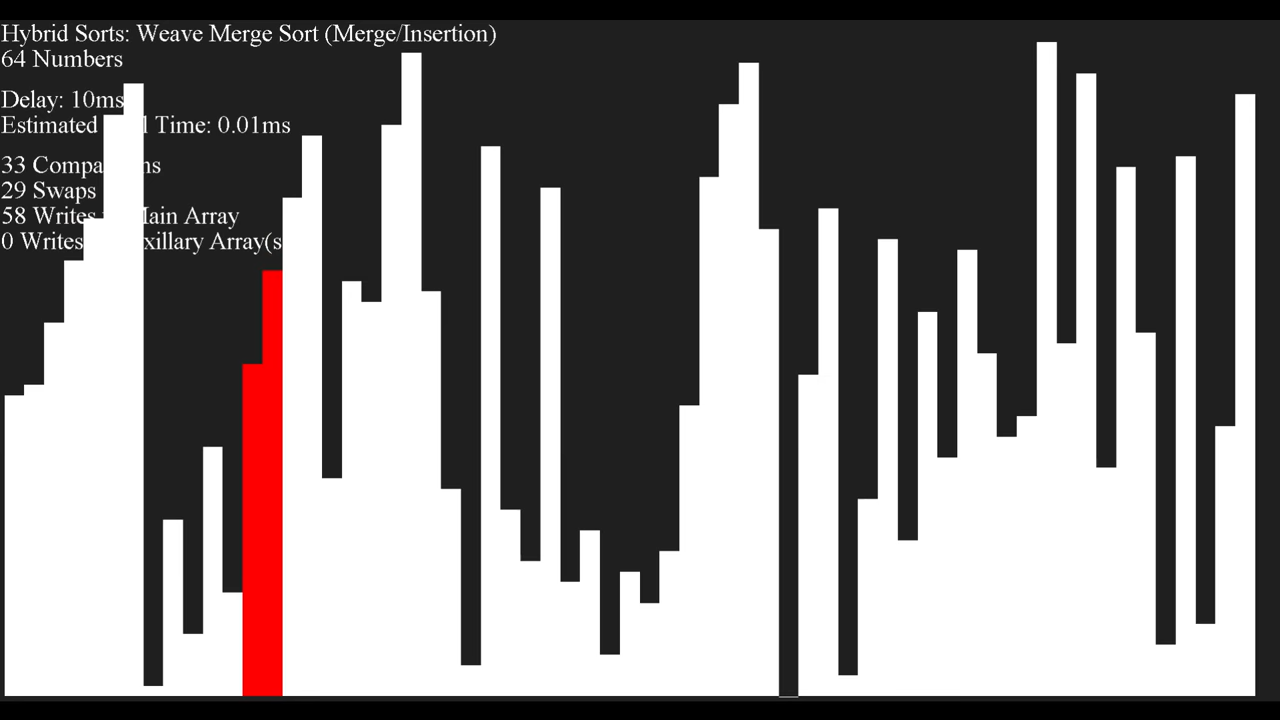 Hybrid Sorts: Weave Merge Sort (Merge/Insertion)
64 Numbers
Delay: 10ms
Estimated Time: 0.01ms
33
29 Swaps
58 Writes Main Array
0 Writes